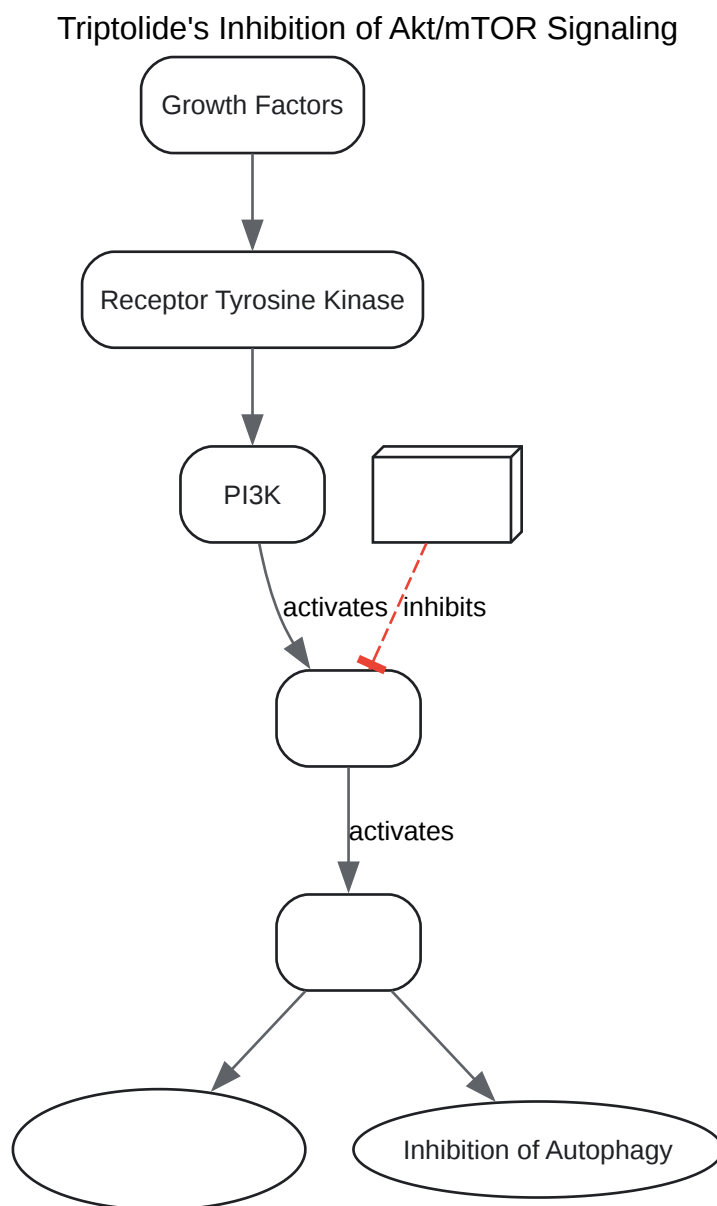 Triptolide's Inhibition of Akt/mTOR Signaling
Growth Factors
Receptor Tyrosine Kinase
PI3K
activates
inhibits
activates
Inhibition of Autophagy